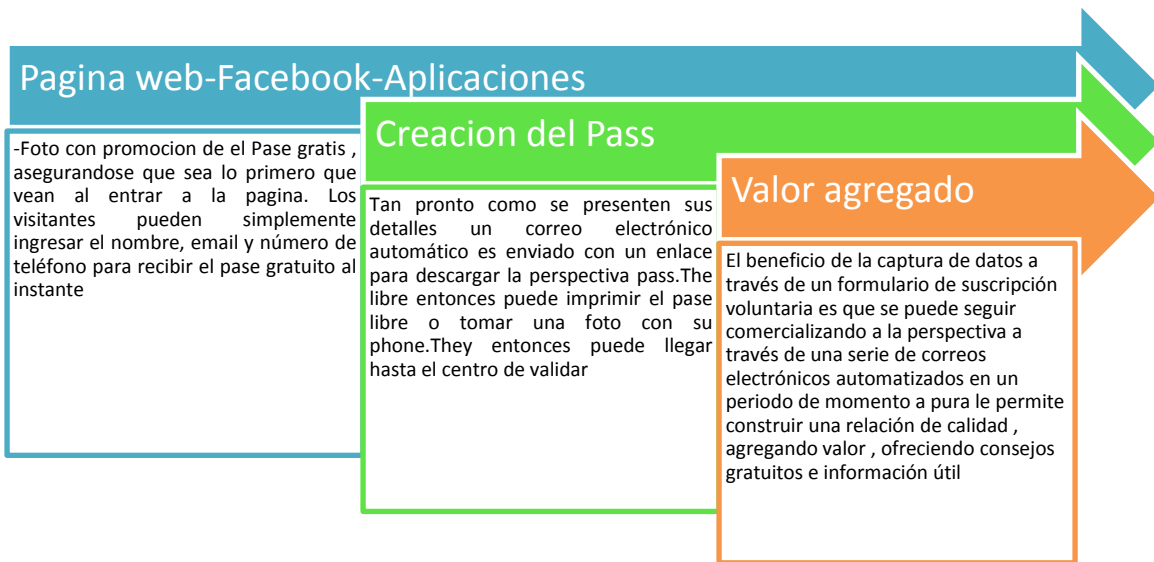 Pagina web-Facebook-Aplicaciones
-Foto con promocion de el Pase gratis ,
asegurandose que sea lo primero que
vean al entrar a la pagina. Los
visitantes pueden simplemente
ingresar el nombre, email y número de
teléfono para recibir el pase gratuito al
instante
Creacion del Pass
Tan pronto como se presenten sus
detalles un correo electrónico
automático es enviado con un enlace
para descargar la perspectiva pass.The
libre entonces puede imprimir el pase
libre o tomar una foto con su
phone.They entonces puede llegar
hasta el centro de validar
Valor agregado
El beneficio de la captura de datos a
través de un formulario de suscripción
voluntaria es que se puede seguir
comercializando a la perspectiva a
través de una serie de correos
electrónicos automatizados en un
periodo de momento a pura le permite
construir una relación de calidad ,
agregando valor , ofreciendo consejos
gratuitos e información útil